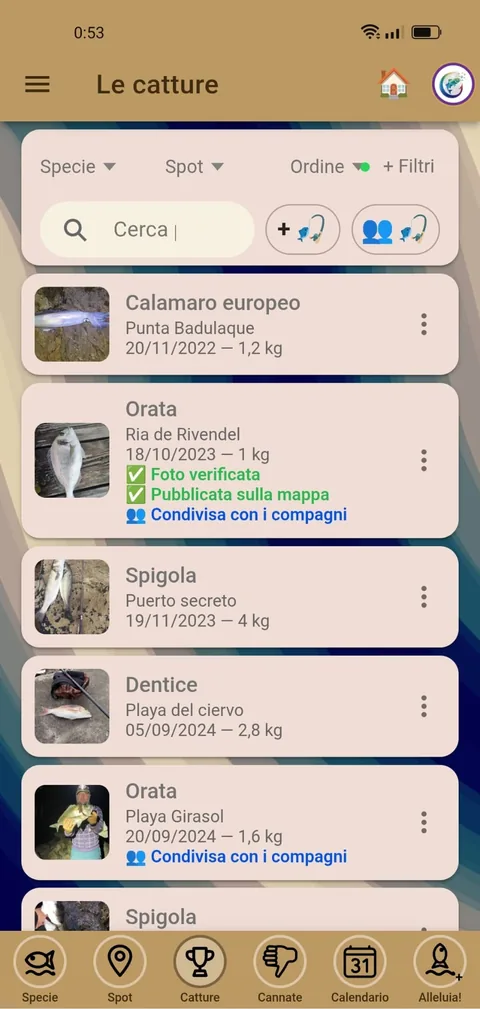 0:53
Le catture
Specie Spot Ordine + Filtri
Cerca
+
Calamaro europeo
Punta Badulaque
20/11/2022 — 1,2 kg
Orata
Ria de Rivendel
18/10/2023 — 1 kg
✅ Foto verificata
✅ Pubblicata sulla mappa
👥 Condivisa con i compagni
Spigola
Puerto secreto
19/11/2023 — 4 kg
Dentice
Playa del ciervo
05/09/2024 — 2,8 kg
Orata
Playa Girasol
20/09/2024 — 1,6 kg
👥 Condivisa con i compagni
Spigola
31
Specie Spot Catture Cannate Calendario Alleluia!